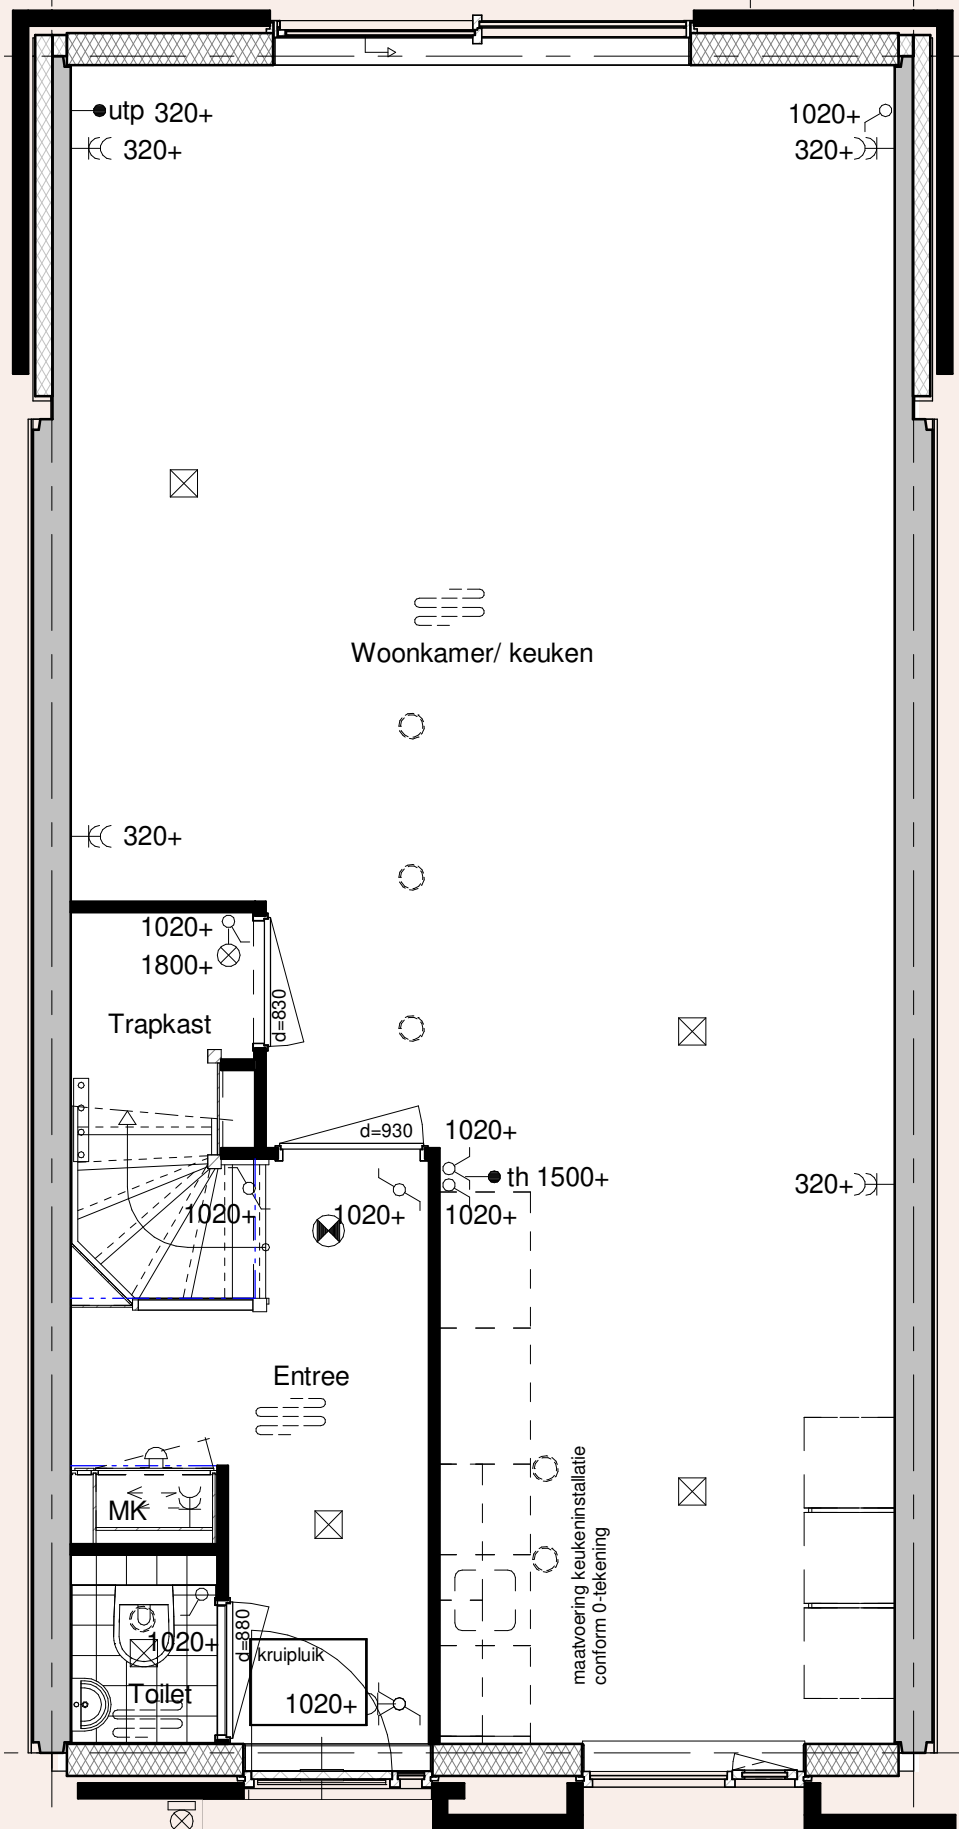 utp 320+
1020+
320+
320+
Woonkamer/ keuken
320+
1020+
1800+
Trapkast
d=830
d=930
1020+
th 1500+
320+
1020+
1020+
1020+
Entree
MK
maatvoering keukeninstallatie
conform 0-tekening
1020+
d=880
kruipluik
Toilet
1020+